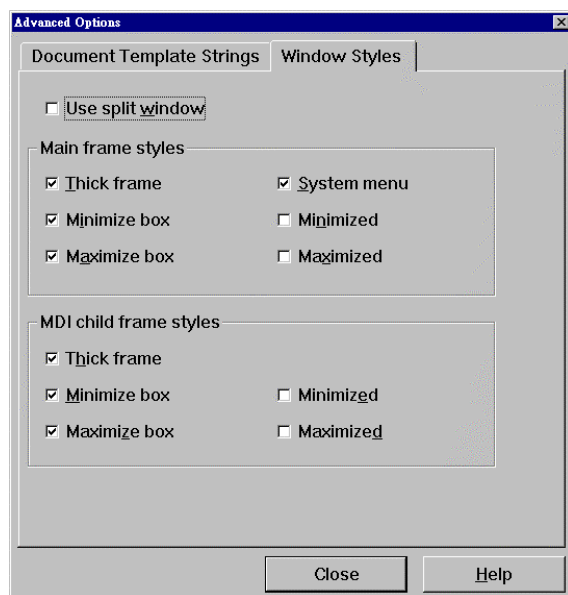 Advanced Options
Document Template Strings
Window Styles
Use split window
Main frame styles
Thick frame
System menu
Minimize box
Minimized
Maximize box
Maximized
MDI child frame styles
Thick frame
Minimize box
Minimized
Maximize box
Maximized
Close
Help